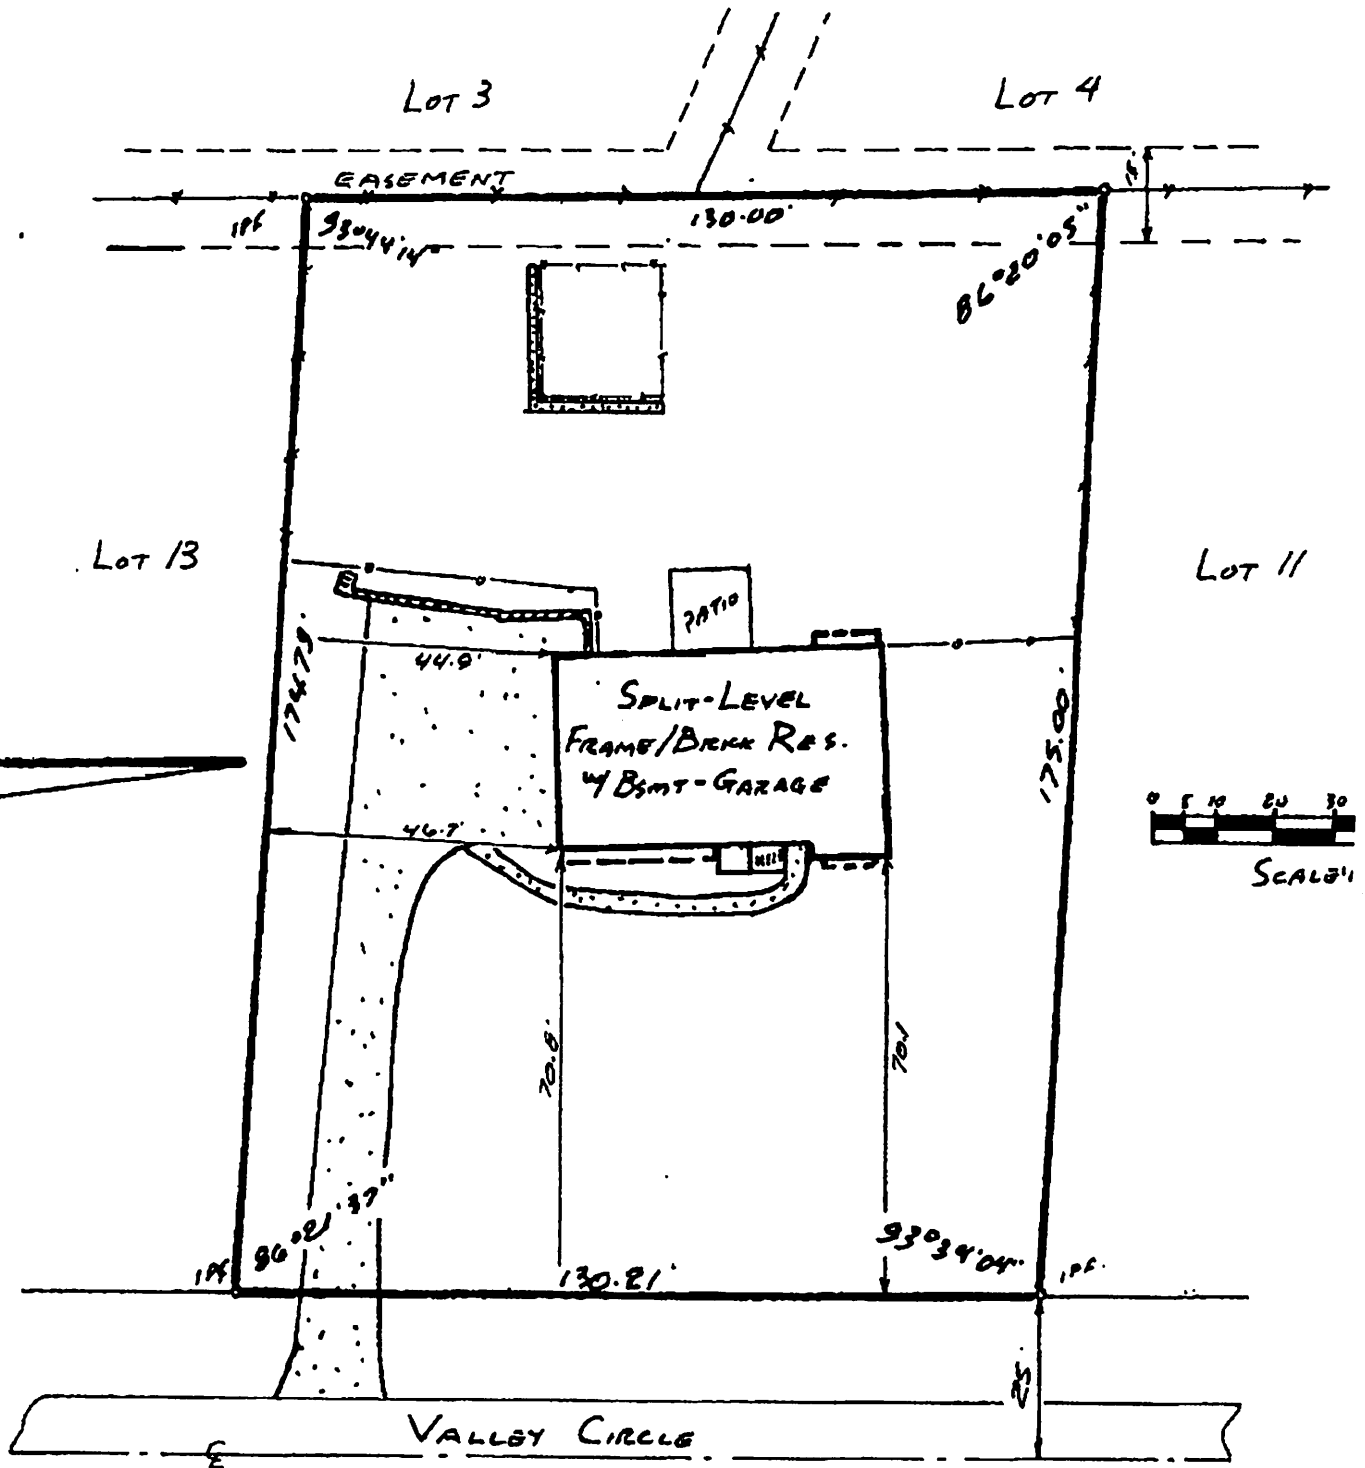 Lot 3
Lot 4
EASEMENT
130.00'
15'
IPF
93°44'14"
86°20'05"
Lot 13
Lot 11
PATIO
44.9'
174.79'
175.00'
SPLIT-LEVEL
FRAME/BRICK RES.
W/ BSMT-GARAGE
46.7'
0 5 10 20 30
SCALE
70.8'
70.1
86°21'37"
93°34'04"
IPF
130.21'
IPF
25'
VALLEY CIRCLE